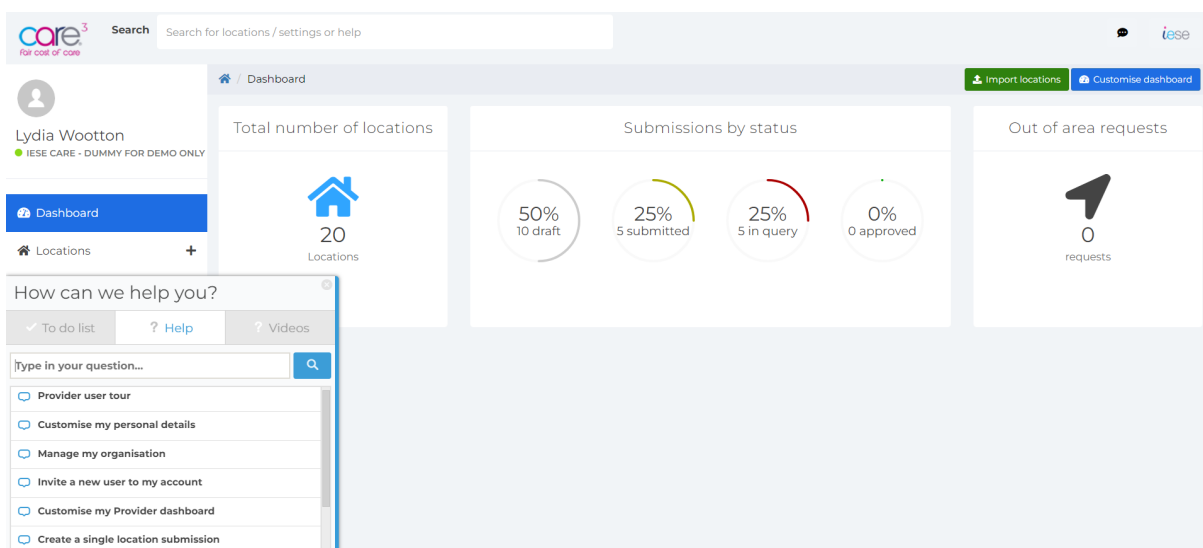 care3
Fair cost of care
Search
Search for locations / settings or help
iese
Lydia Wootton
IESE CARE - DUMMY FOR DEMO ONLY
Dashboard
Locations +
/ Dashboard
Import locations
Customise dashboard
Total number of locations
20
Locations
Submissions by status
50%
10 draft
25%
5 submitted
25%
5 in query
0%
0 approved
Out of area requests
0
requests
How can we help you?
To do list
? Help
? Videos
Type in your question...
Provider user tour
Customise my personal details
Manage my organisation
Invite a new user to my account
Customise my Provider dashboard
Create a single location submission